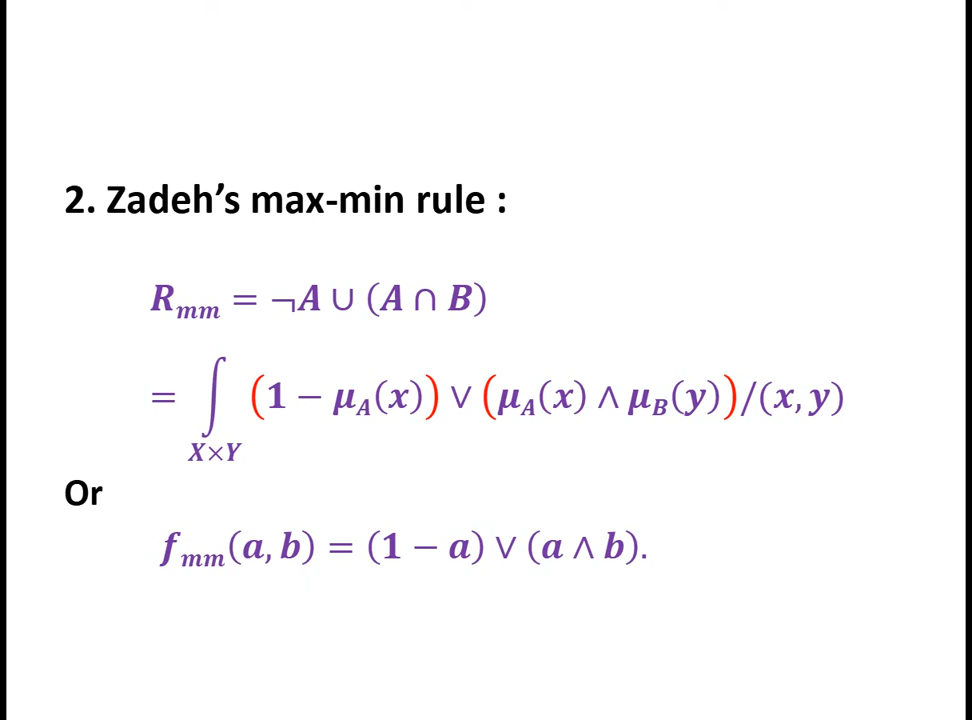 2. Zadeh’s max-min rule :
R_mm = ¬A ∪ (A ∩ B)
= ∫_{X×Y} (1 − μ_A(x)) ∨ (μ_A(x) ∧ μ_B(y))/(x, y)
Or
f_mm(a, b) = (1 − a) ∨ (a ∧ b).